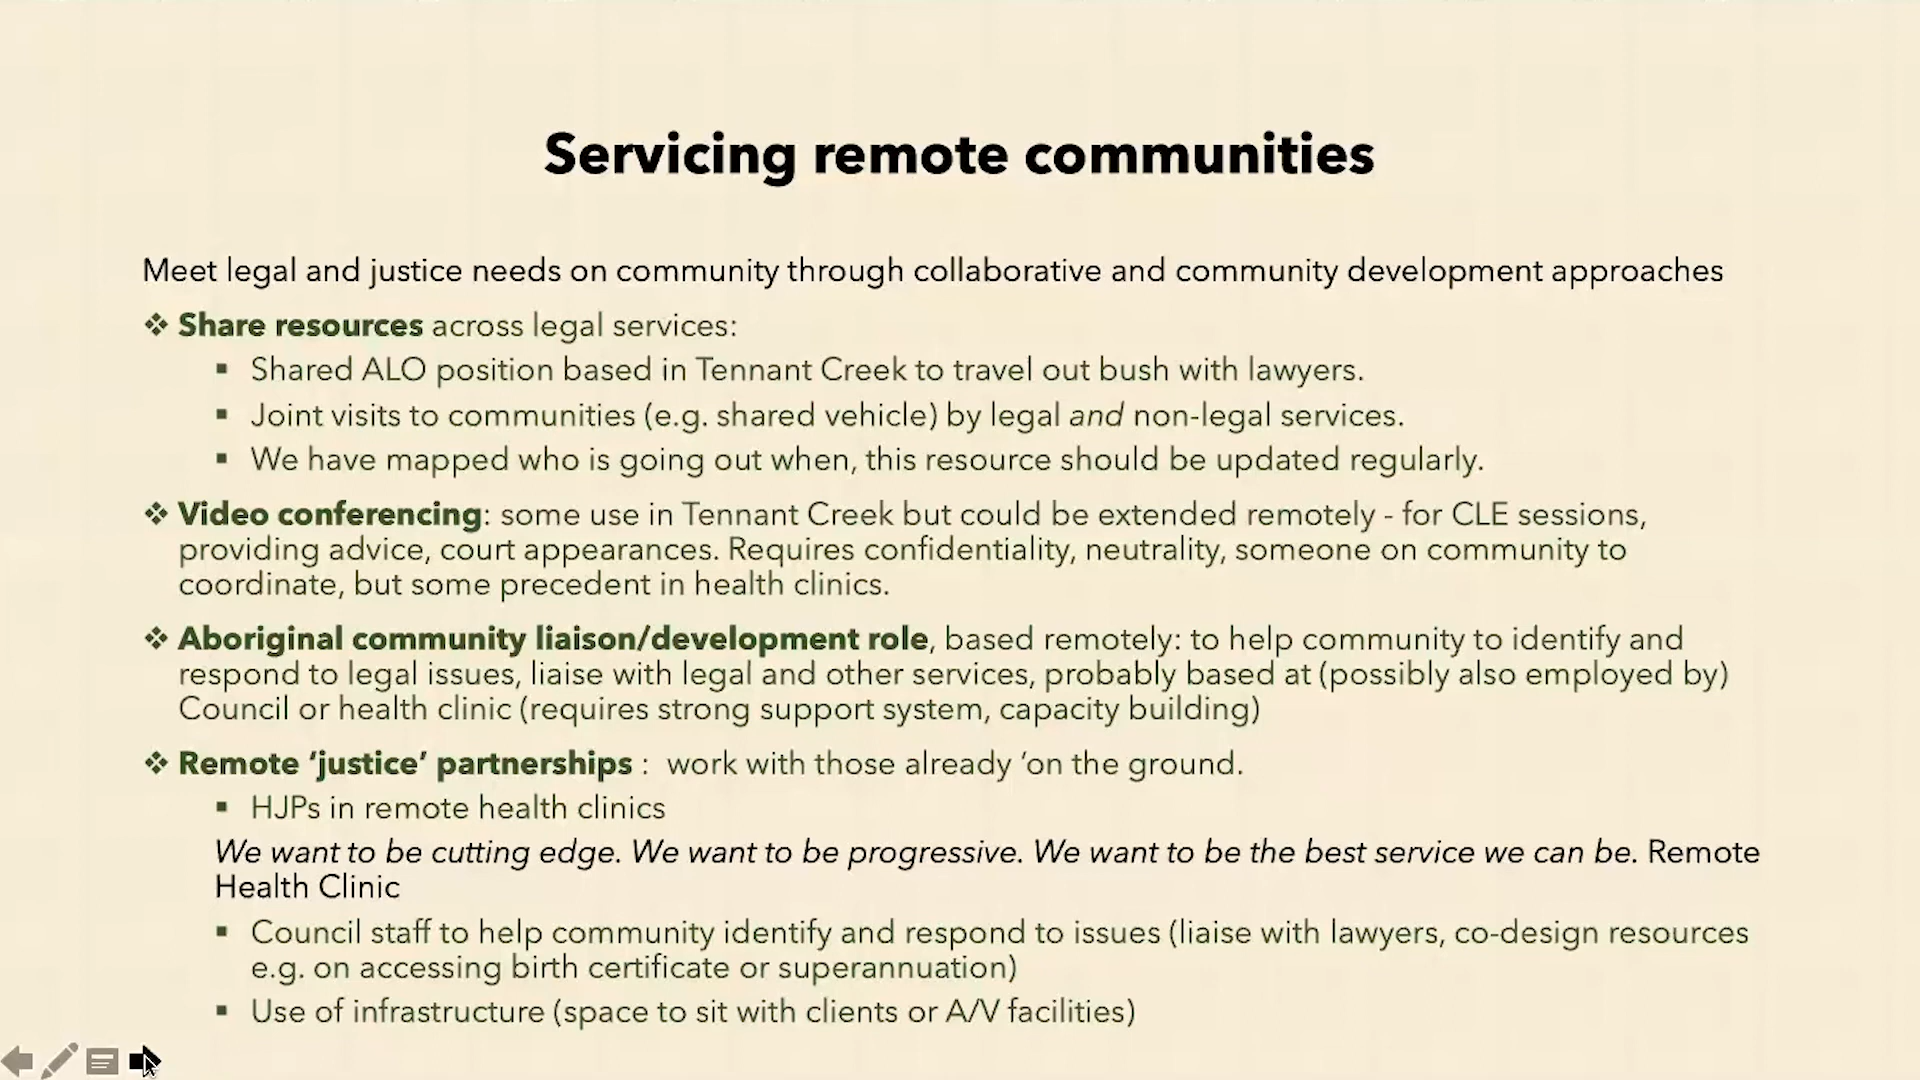 Servicing remote communities
Meet legal and justice needs on community through collaborative and community development approaches
❖ Share resources across legal services:
▪ Shared ALO position based in Tennant Creek to travel out bush with lawyers.
▪ Joint visits to communities (e.g. shared vehicle) by legal and non-legal services.
▪ We have mapped who is going out when, this resource should be updated regularly.
❖ Video conferencing: some use in Tennant Creek but could be extended remotely - for CLE sessions,
providing advice, court appearances. Requires confidentiality, neutrality, someone on community to
coordinate, but some precedent in health clinics.
❖ Aboriginal community liaison/development role, based remotely: to help community to identify and
respond to legal issues, liaise with legal and other services, probably based at (possibly also employed by)
Council or health clinic (requires strong support system, capacity building)
❖ Remote ‘justice’ partnerships :  work with those already ‘on the ground.
▪ HJPs in remote health clinics
We want to be cutting edge. We want to be progressive. We want to be the best service we can be. Remote
Health Clinic
▪ Council staff to help community identify and respond to issues (liaise with lawyers, co-design resources
e.g. on accessing birth certificate or superannuation)
▪ Use of infrastructure (space to sit with clients or A/V facilities)